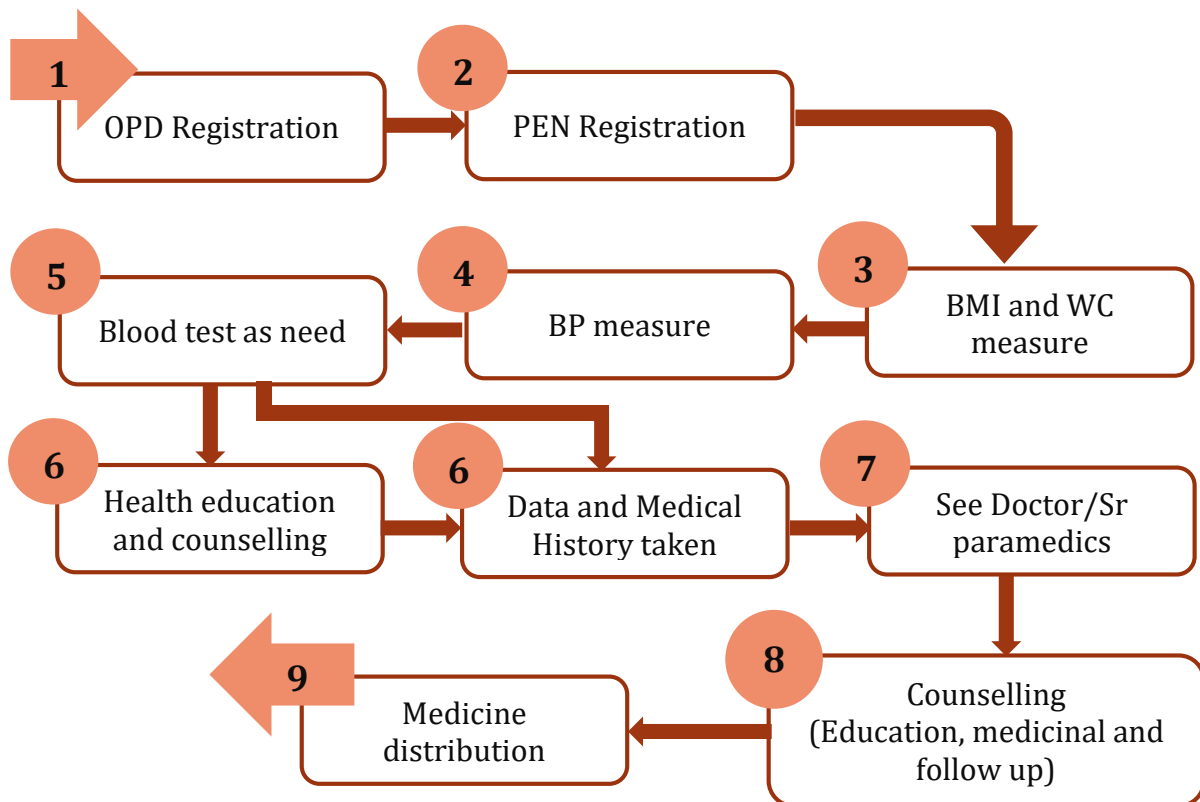 1
OPD Registration
2
PEN Registration
3
BMI and WC
measure
4
BP measure
5
Blood test as need
6
Health education
and counselling
6
Data and Medical
History taken
7
See Doctor/Sr
paramedics
8
Counselling
(Education, medicinal and
follow up)
9
Medicine
distribution